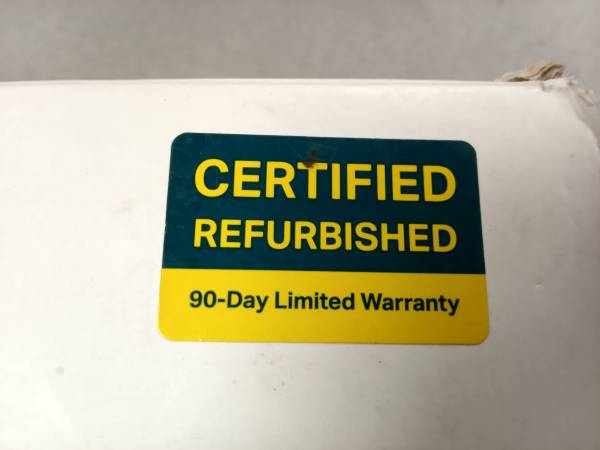 CERTIFIED
REFURBISHED
90-Day Limited Warranty